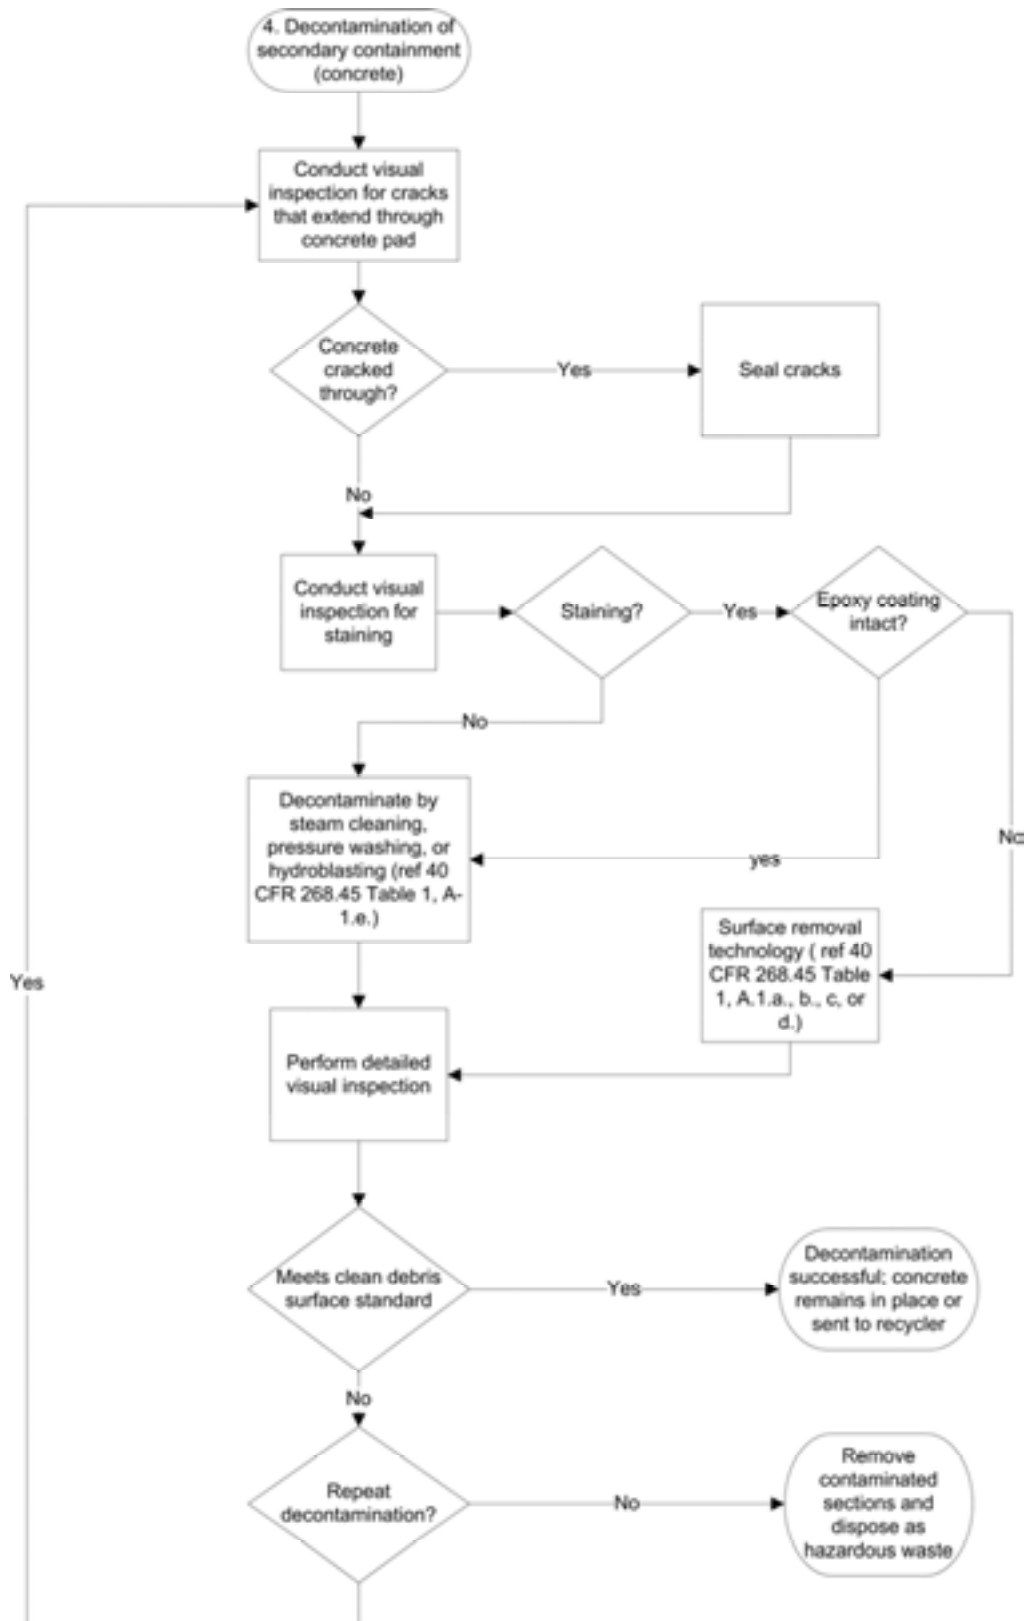 4. Decontamination of
secondary containment
(concrete)
Conduct visual
inspection for cracks
that extend through
concrete pad
Concrete
cracked
through?
Yes
Seal cracks
No
Conduct visual
inspection for
staining
Staining?
Yes
Epoxy coating
intact?
No
Decontaminate by
steam cleaning,
pressure washing, or
hydroblasting (ref 40
CFR 268.45 Table 1, A-
1.e.)
yes
No
Surface removal
technology ( ref 40
CFR 268.45 Table
1, A.1.a., b., c, or
d.)
Yes
Perform detailed
visual inspection
Meets clean debris
surface standard
Yes
Decontamination
successful; concrete
remains in place or
sent to recycler
No
Repeat
decontamination?
No
Remove
contaminated
sections and
dispose as
hazardous waste